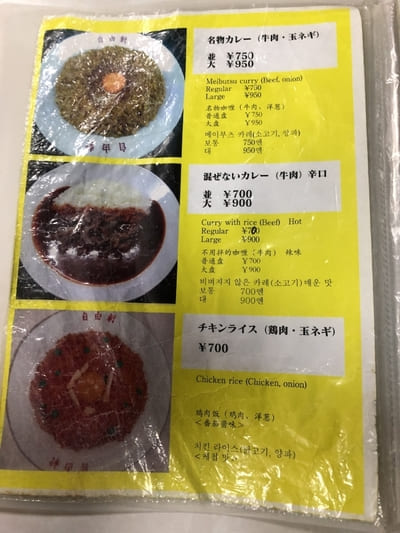 自由軒
軒由自
名物カレー（牛肉・玉ネギ）
並 ￥750
大 ￥950
Meibutsu curry (Beef, onion)
Regular ￥750
Large ￥950
名物咖喱（牛肉、洋葱）
普通盘 ￥750
大盘 ￥950
메이부츠 카레(소고기, 양파)
보통 750엔
대 950엔
混ぜないカレー（牛肉）辛口
並 ￥700
大 ￥900
Curry with rice (Beef) Hot
Regular ￥700
Large ￥900
不用拌的咖喱（牛肉） 辣味
普通盘 ￥700
大盘 ￥900
비벼지지 않은 카레(소고기)매운 맛
보통 700엔
대 900엔
自由軒
チキンライス（鶏肉・玉ネギ）
￥700
Chicken rice (Chicken, onion)
鸡肉饭（鸡肉、洋葱）
<番茄酱味>
치킨 라이스(닭고기, 양파)
<케첩 맛>